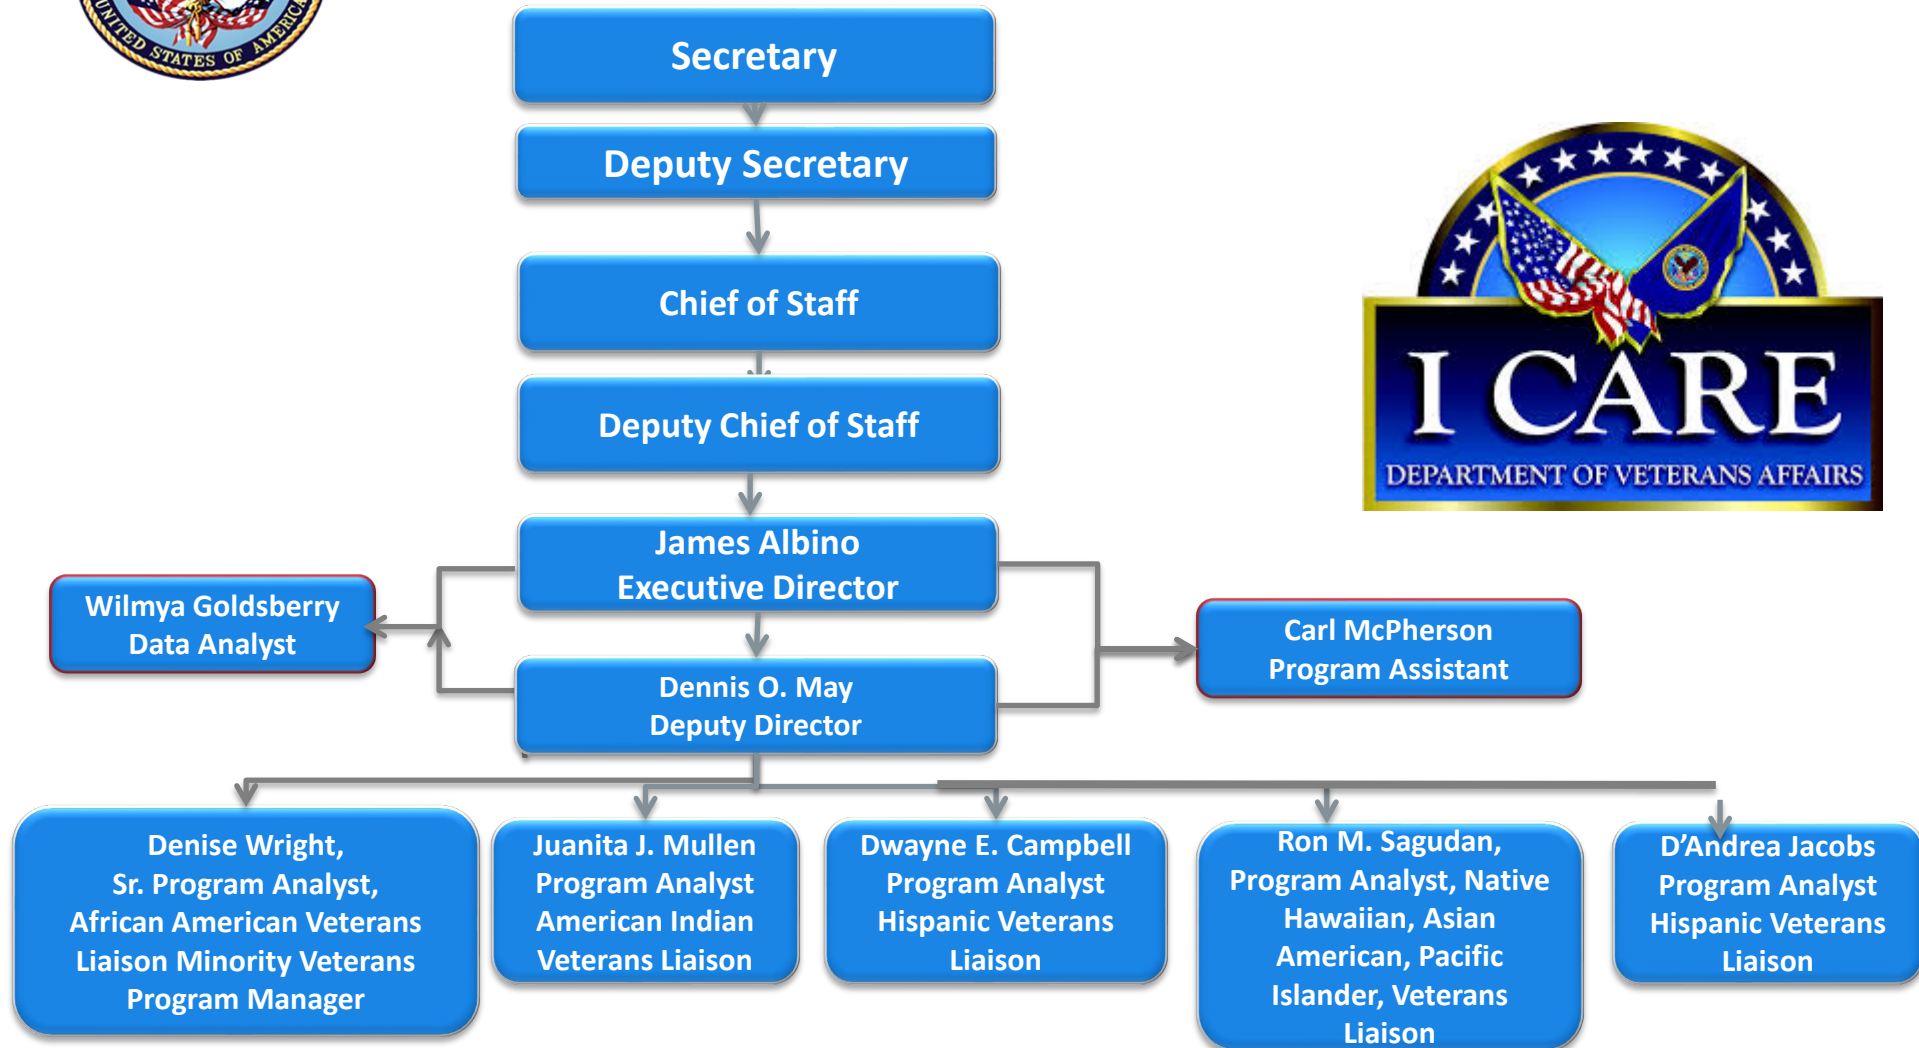 UNITED STATES OF AMERICA
Secretary
Deputy Secretary
Chief of Staff
Deputy Chief of Staff
I CARE
DEPARTMENT OF VETERANS AFFAIRS
James Albino
Executive Director
Wilmya Goldsberry
Data Analyst
Carl McPherson
Program Assistant
Dennis O. May
Deputy Director
Denise Wright,
Sr. Program Analyst,
African American Veterans
Liaison Minority Veterans
Program Manager
Juanita J. Mullen
Program Analyst
American Indian
Veterans Liaison
Dwayne E. Campbell
Program Analyst
Hispanic Veterans
Liaison
Ron M. Sagudan,
Program Analyst, Native
Hawaiian, Asian
American, Pacific
Islander, Veterans
Liaison
D’Andrea Jacobs
Program Analyst
Hispanic Veterans
Liaison